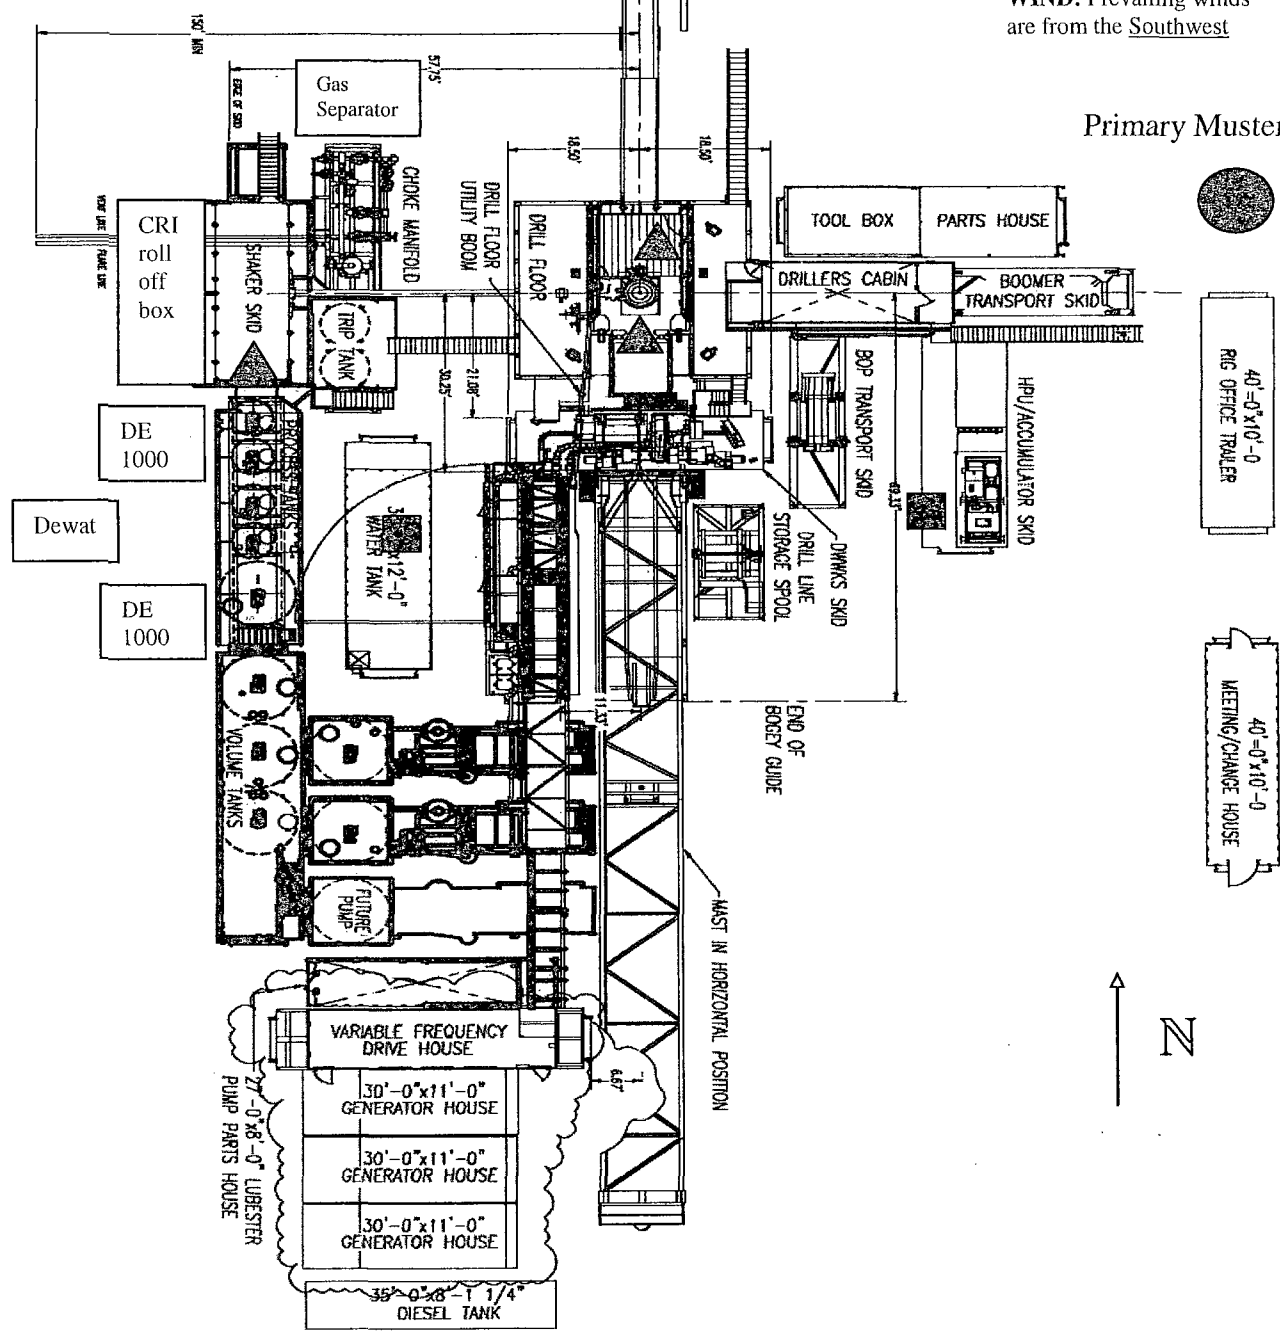 WIND: Prevailing winds
are from the Southwest
150' MIN
57.75'
EDGE OF SKID
Gas
Separator
Primary Muster
18.50'
18.50'
CHOKE MANIFOLD
DRILL FLOOR
UTILITY BOOM
DRILL FLOOR
TOOL BOX
PARTS HOUSE
CRI
roll
off
box
SHAKER SKID
DRILLERS CABIN
BOOMER
TRANSPORT SKID
TRIP TANK
21.08'
30.25'
BOP TRANSPORT SKID
HPU/ACCUMULATOR SKID
40'=0"x10'-0
RIG OFFICE TRAILER
DE
1000
PROCESS TANKS
Dewat
x12'-0"
WATER TANK
69.33'
DWWKS SKID
DRILL LINE
STORAGE SPOOL
DE
1000
11.33'
END OF
BOGEY GUIDE
40'=0"x10'-0
MEETING/CHANGE HOUSE
VOLUME TANKS
FUTURE
PUMP
MAST IN HORIZONTAL POSITION
N
VARIABLE FREQUENCY
DRIVE HOUSE
6.67'
27'-0"x8'-0" LUBESTER
PUMP PARTS HOUSE
30'-0"x11'-0"
GENERATOR HOUSE
30'-0"x11'-0"
GENERATOR HOUSE
30'-0"x11'-0"
GENERATOR HOUSE
35'-0"x8'-1 1/4"
DIESEL TANK